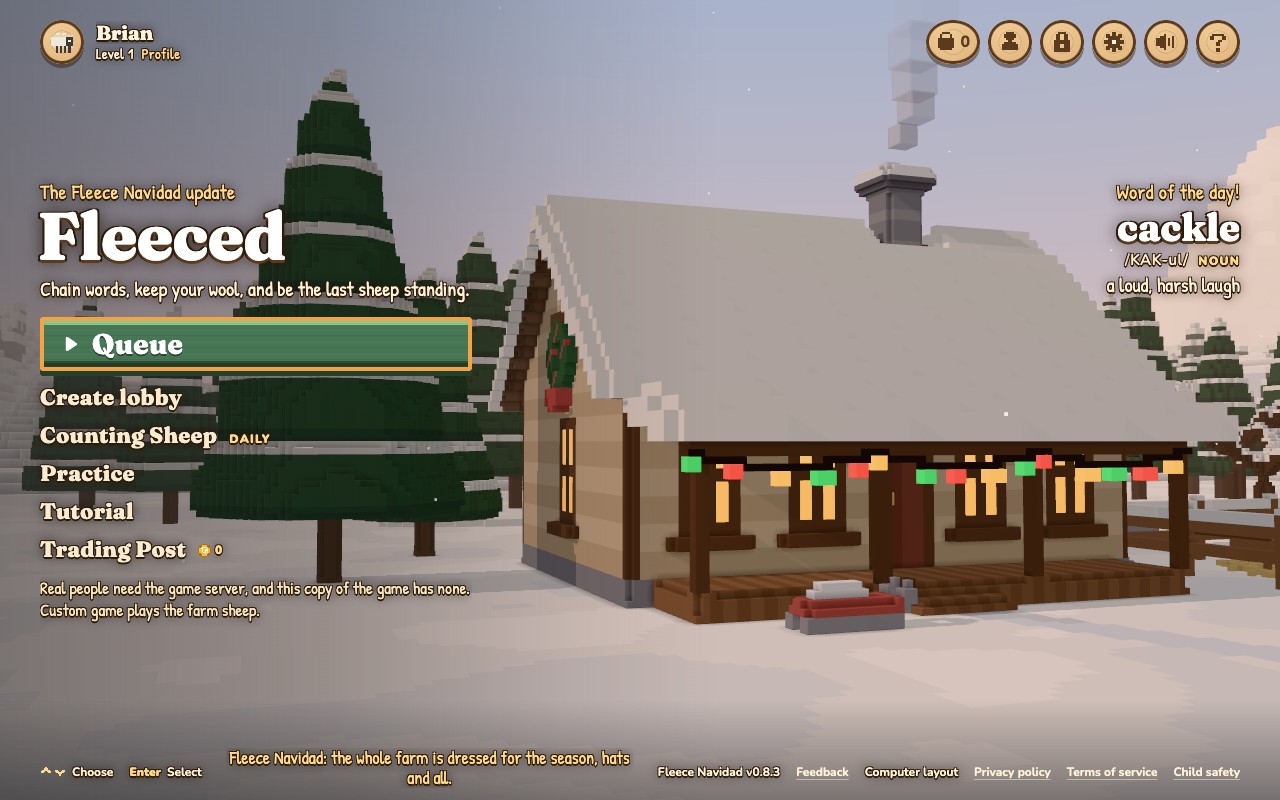 Brian
Level 1 Profile
0
The Fleece Navidad update
Fleeced
Chain words, keep your wool, and be the last sheep standing.
Queue
Create lobby
Counting Sheep DAILY
Practice
Tutorial
Trading Post 0
Real people need the game server, and this copy of the game has none.
Custom game plays the farm sheep.
Word of the day!
cackle
/KAK-ul/ NOUN
a loud, harsh laugh
Choose Enter Select
Fleece Navidad: the whole farm is dressed for the season, hats
and all.
Fleece Navidad v0.8.3 Feedback Computer layout Privacy policy Terms of service Child safety